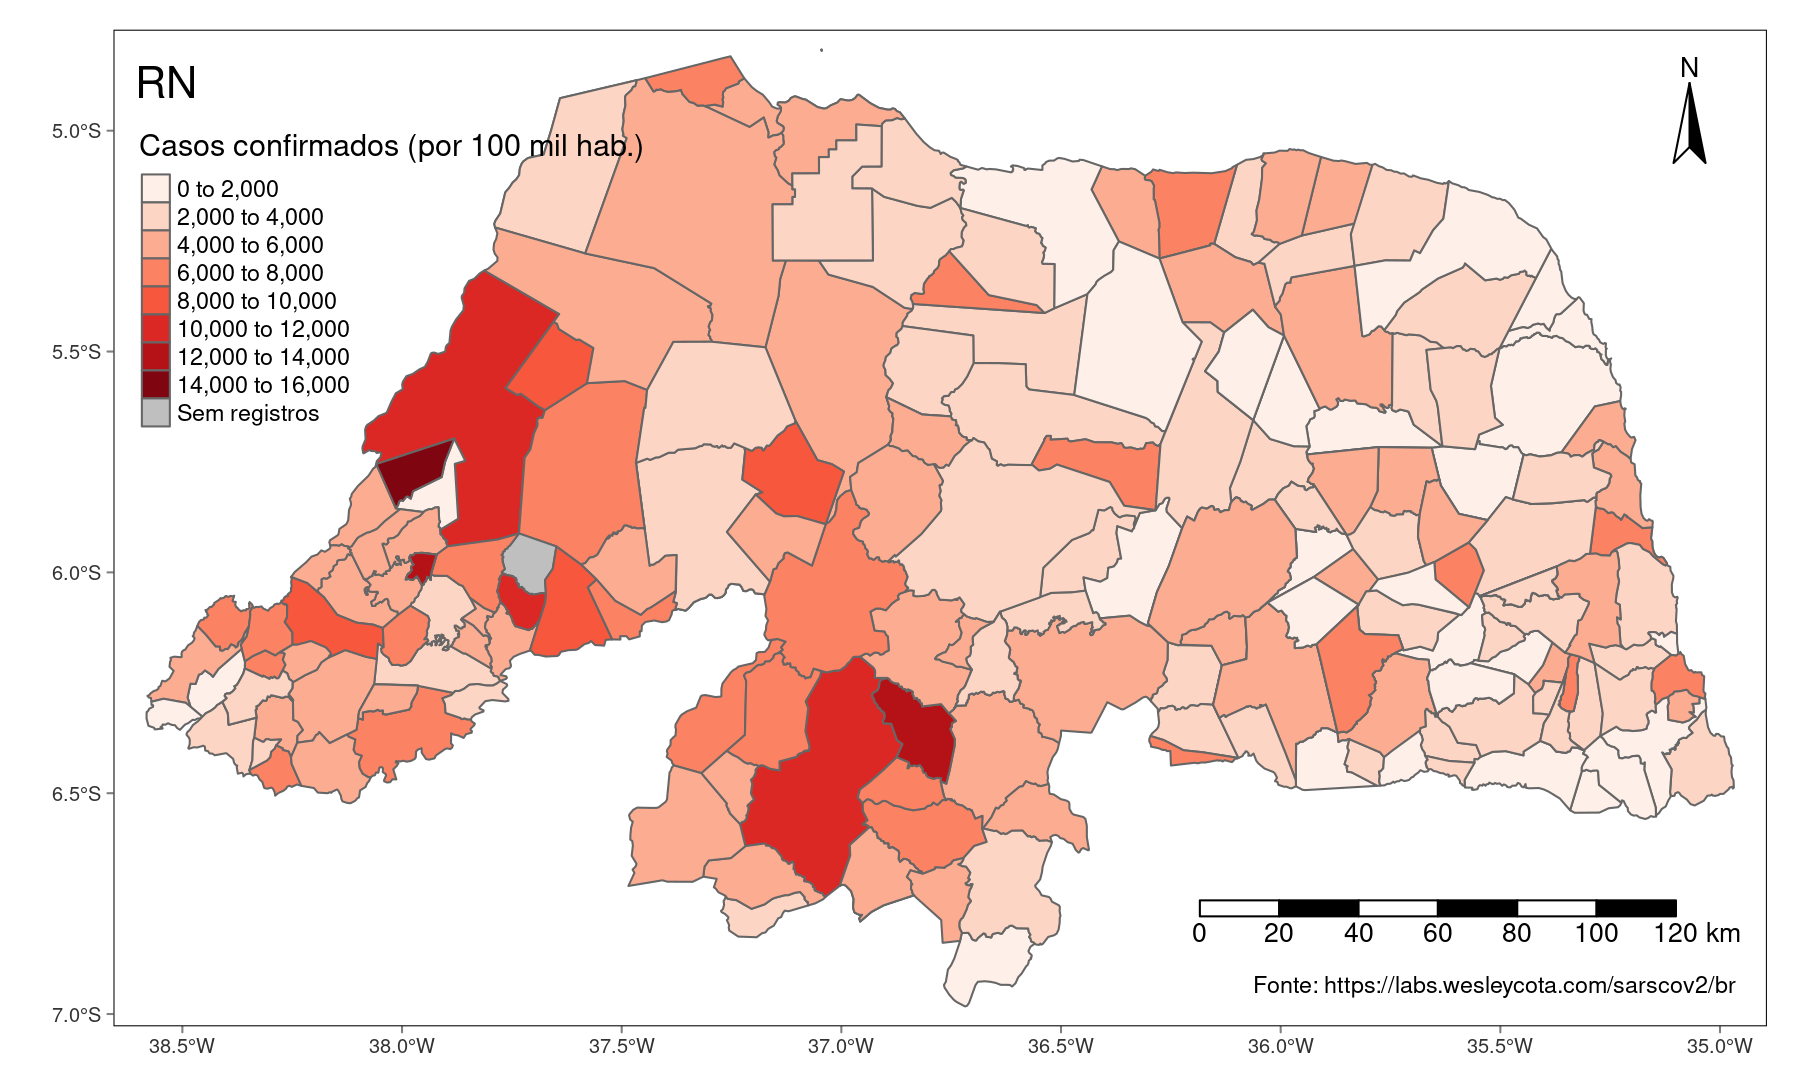 RN
N
Casos confirmados (por 100 mil hab.)
0 to 2,000
2,000 to 4,000
4,000 to 6,000
6,000 to 8,000
8,000 to 10,000
10,000 to 12,000
12,000 to 14,000
14,000 to 16,000
Sem registros
5.0°S
5.5°S
6.0°S
6.5°S
7.0°S
0 20 40 60 80 100 120 km
Fonte: https://labs.wesleycota.com/sarscov2/br
38.5°W 38.0°W 37.5°W 37.0°W 36.5°W 36.0°W 35.5°W 35.0°W